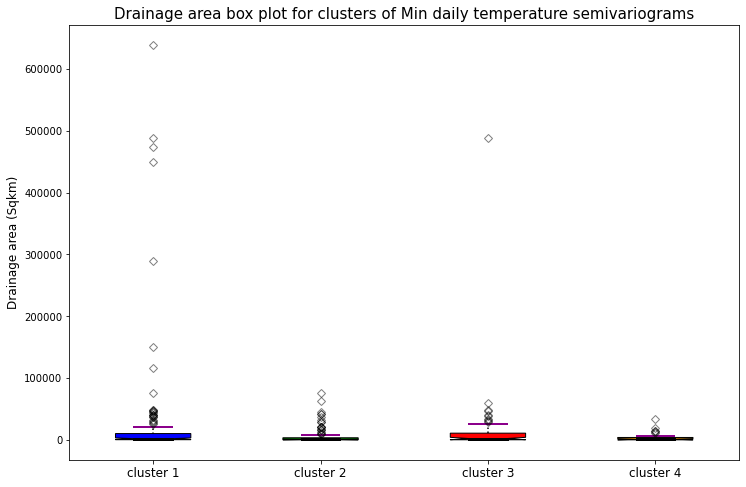 Drainage area box plot for clusters of Min daily temperature semivariograms
600000
500000
400000
300000
200000
100000
0
Drainage area (Sqkm)
cluster 1
cluster 2
cluster 3
cluster 4